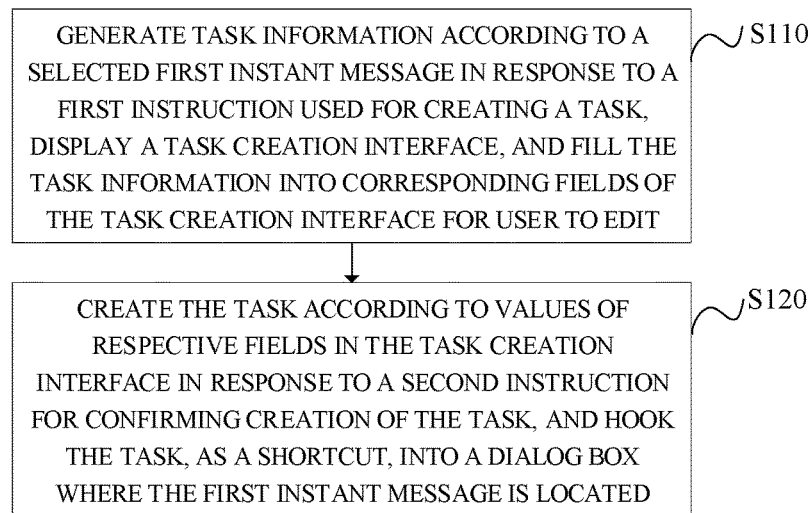 GENERATE TASK INFORMATION ACCORDING TO A
SELECTED FIRST INSTANT MESSAGE IN RESPONSE TO A
FIRST INSTRUCTION USED FOR CREATING A TASK,
DISPLAY A TASK CREATION INTERFACE, AND FILL THE
TASK INFORMATION INTO CORRESPONDING FIELDS OF
THE TASK CREATION INTERFACE FOR USER TO EDIT
S110
CREATE THE TASK ACCORDING TO VALUES OF
RESPECTIVE FIELDS IN THE TASK CREATION
INTERFACE IN RESPONSE TO A SECOND INSTRUCTION
FOR CONFIRMING CREATION OF THE TASK, AND HOOK
THE TASK, AS A SHORTCUT, INTO A DIALOG BOX
WHERE THE FIRST INSTANT MESSAGE IS LOCATED
S120